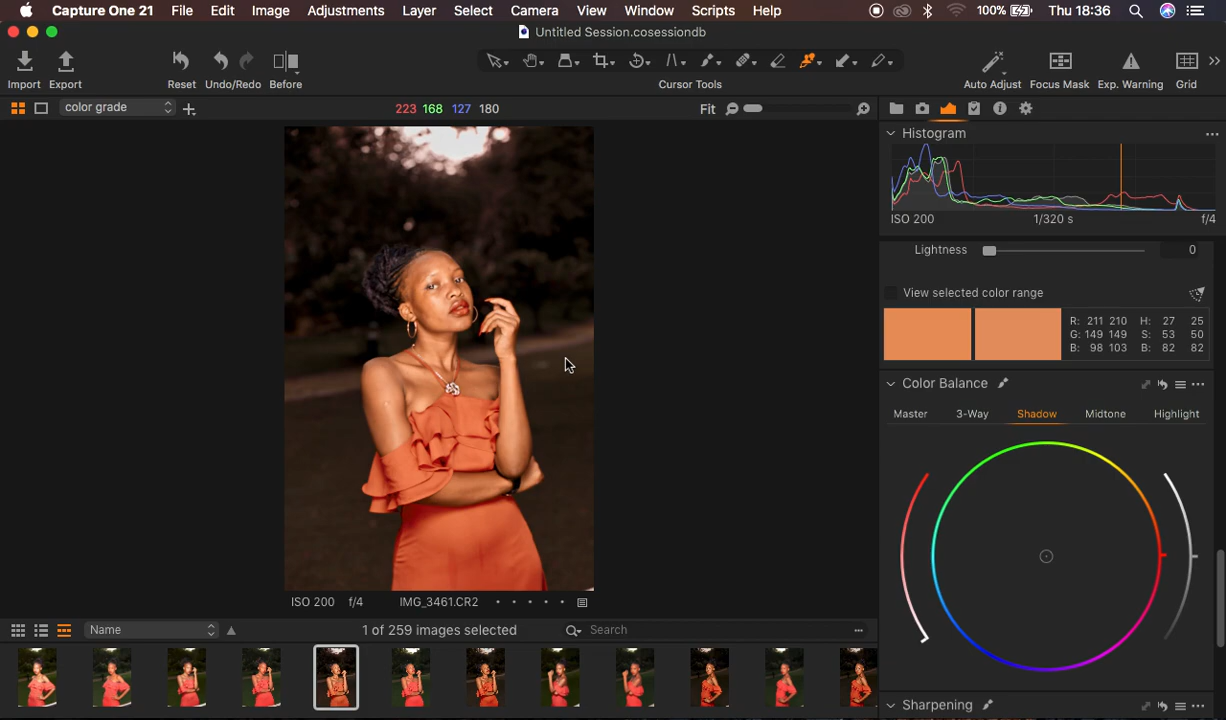 Capture One 21 File Edit Image Adjustments Layer Select Camera View Window Scripts Help 100% Thu 18:36
Untitled Session.cosessiondb
Import Export Reset Undo/Redo Before Cursor Tools Auto Adjust Focus Mask Exp. Warning Grid
color grade 223 168 127 180 Fit
Histogram
ISO 200 1/320 s f/4
Lightness 0
View selected color range
R: 211 210 H: 27 25
G: 149 149 S: 53 50
B: 98 103 B: 82 82
Color Balance
Master 3-Way Shadow Midtone Highlight
ISO 200 f/4 IMG_3461.CR2
Name 1 of 259 images selected Search
Sharpening